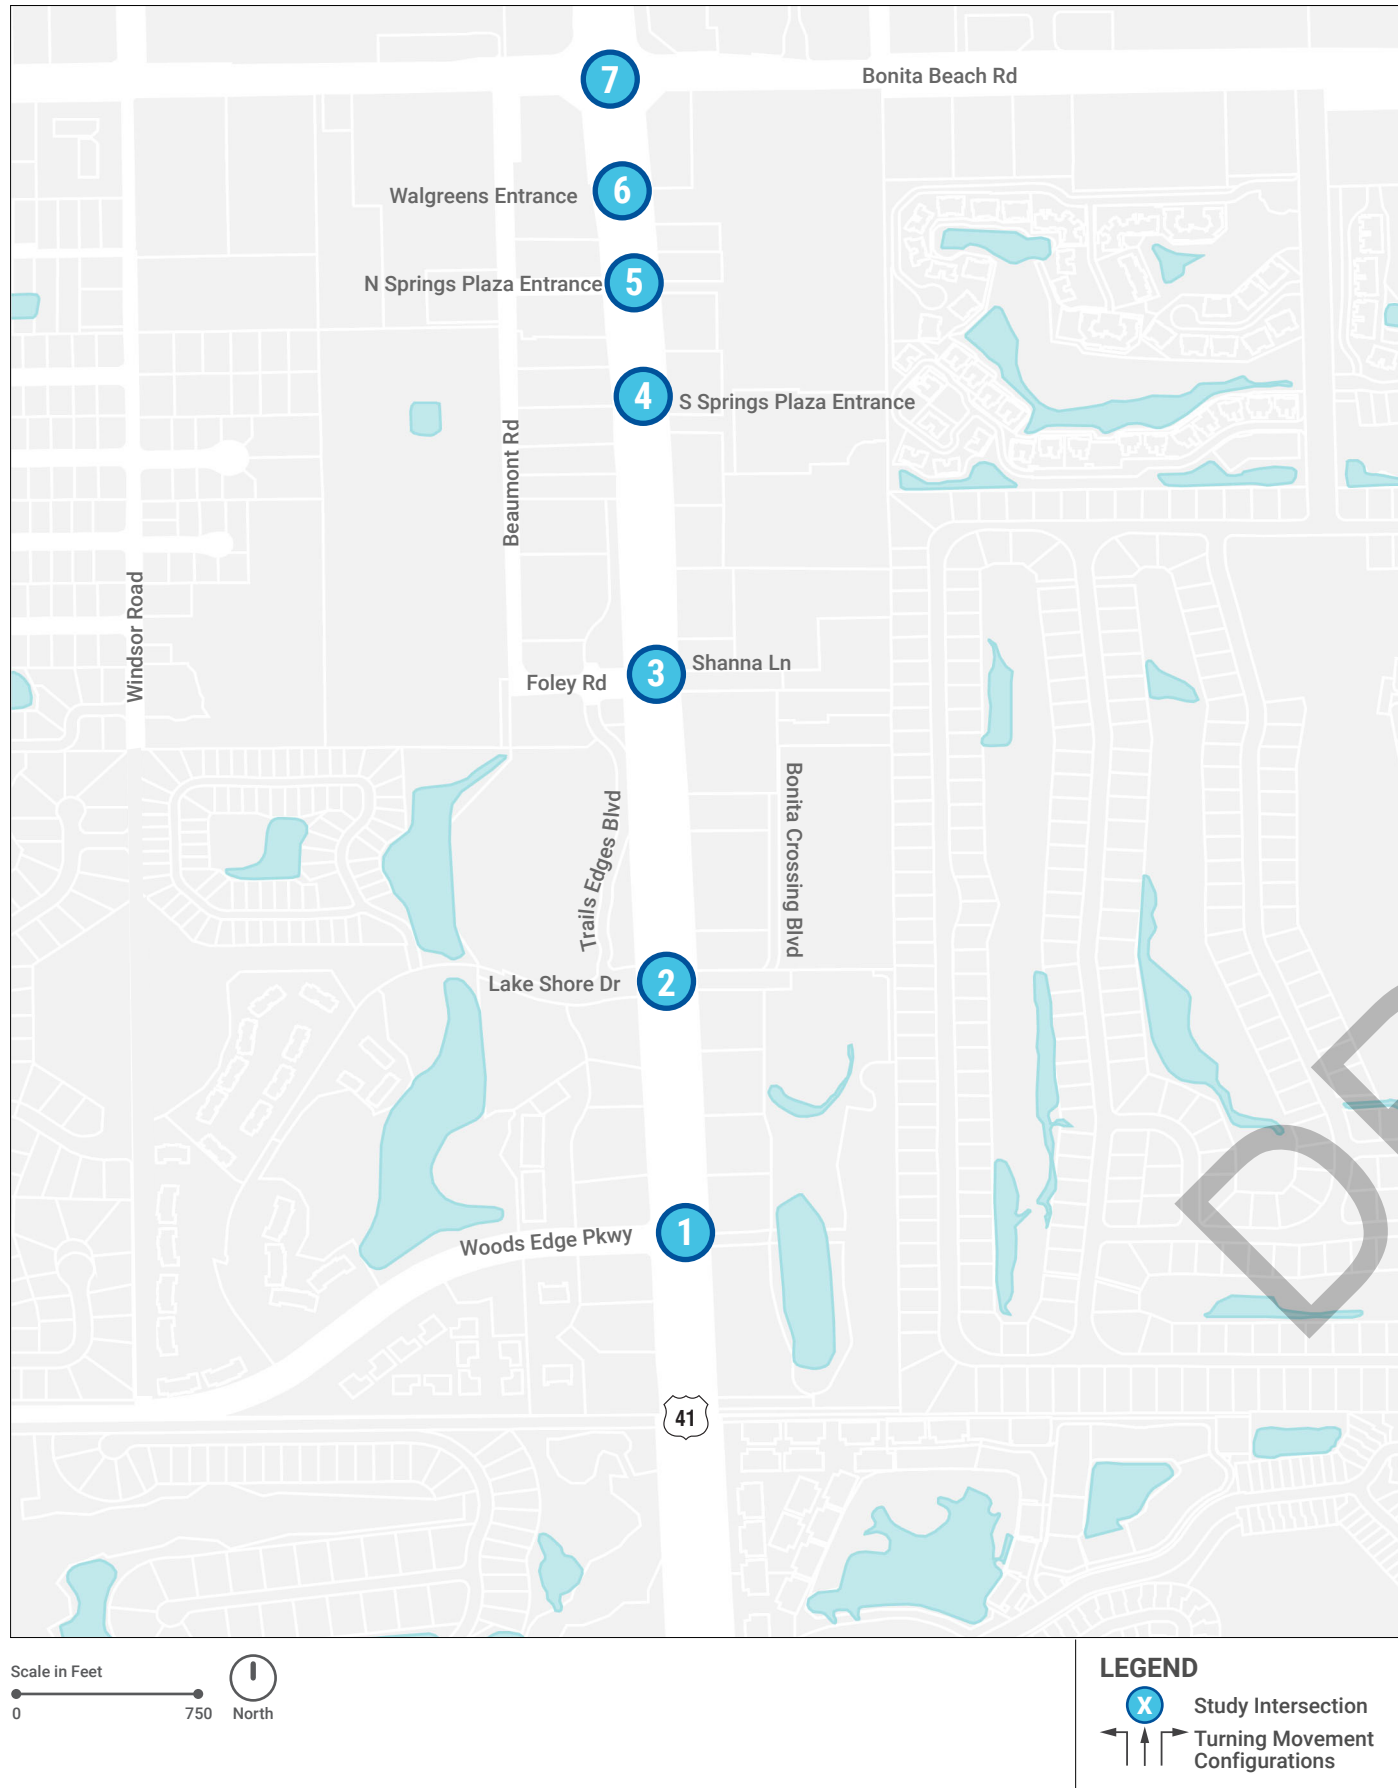 7
Bonita Beach Rd
Walgreens Entrance
6
N Springs Plaza Entrance
5
4
S Springs Plaza Entrance
Beaumont Rd
Windsor Road
3
Shanna Ln
Foley Rd
Trails Edges Blvd
Bonita Crossing Blvd
Lake Shore Dr
2
1
Woods Edge Pkwy
41
Scale in Feet
0
750
North
LEGEND
X
Study Intersection
Turning Movement
Configurations